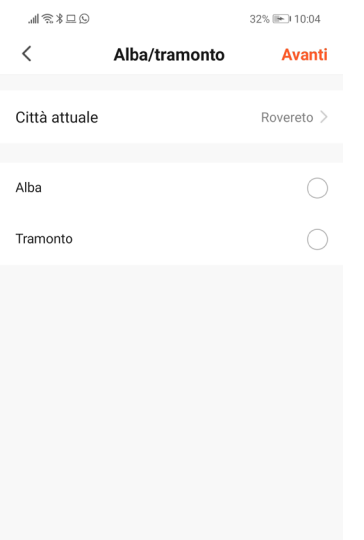 32% 10:04
Alba/tramonto Avanti
Città attuale Rovereto
Alba
Tramonto